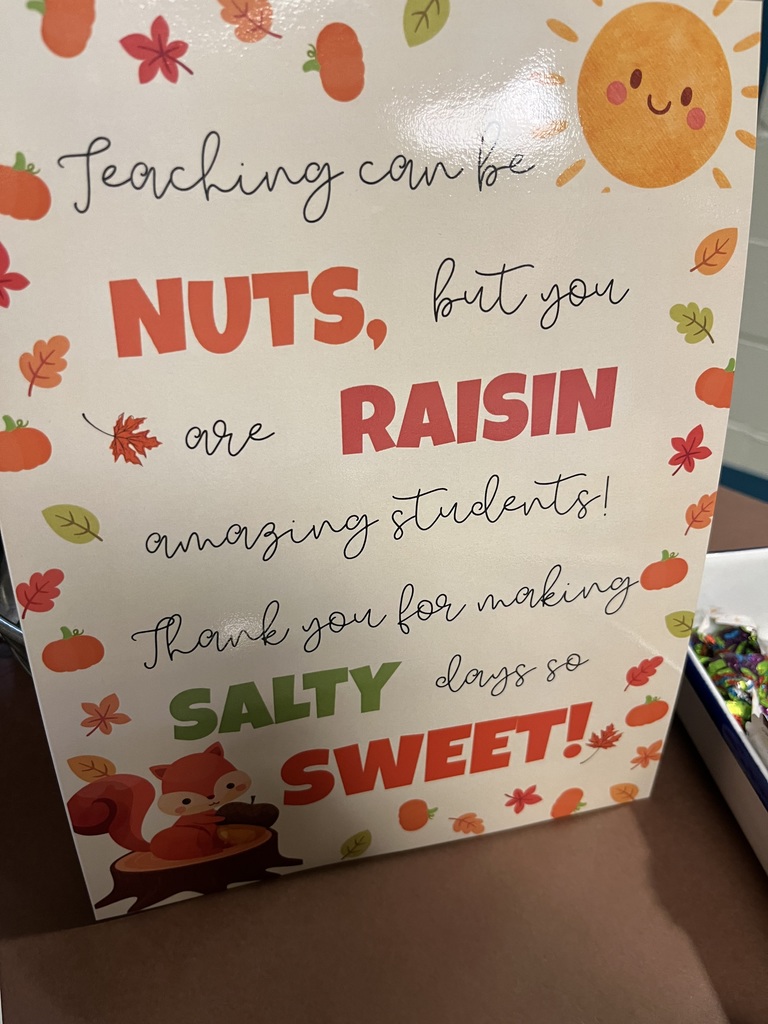 Teaching can be
NUTS, but you
are RAISIN
amazing students!
Thank you for making
SALTY days so
SWEET!